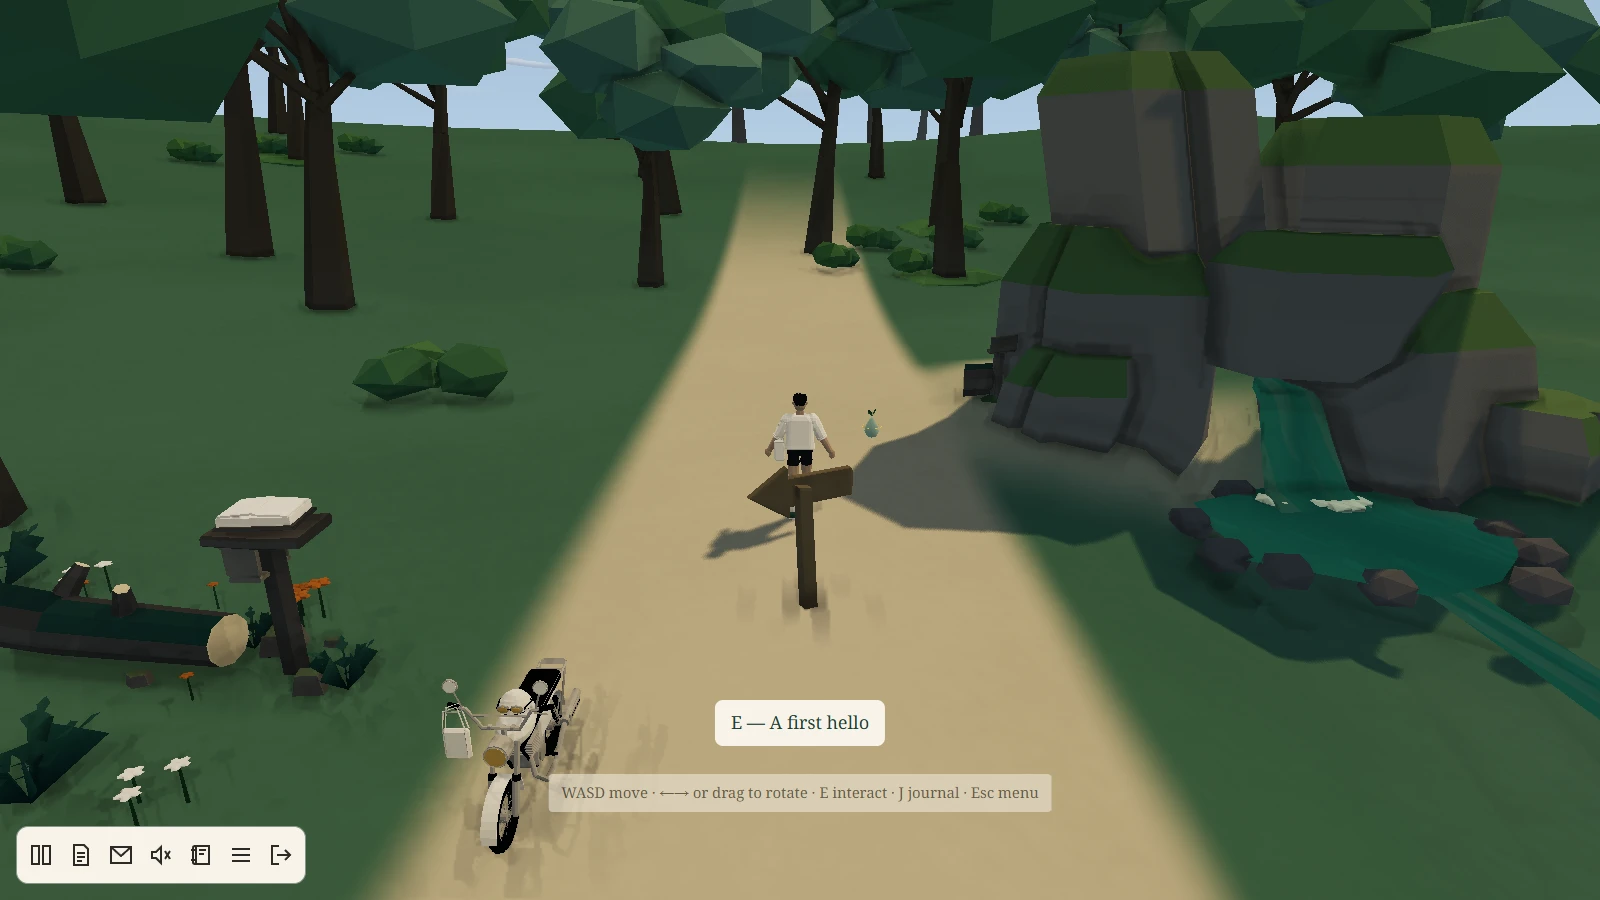 E — A first hello
WASD move · ←→ or drag to rotate · E interact · J journal · Esc menu